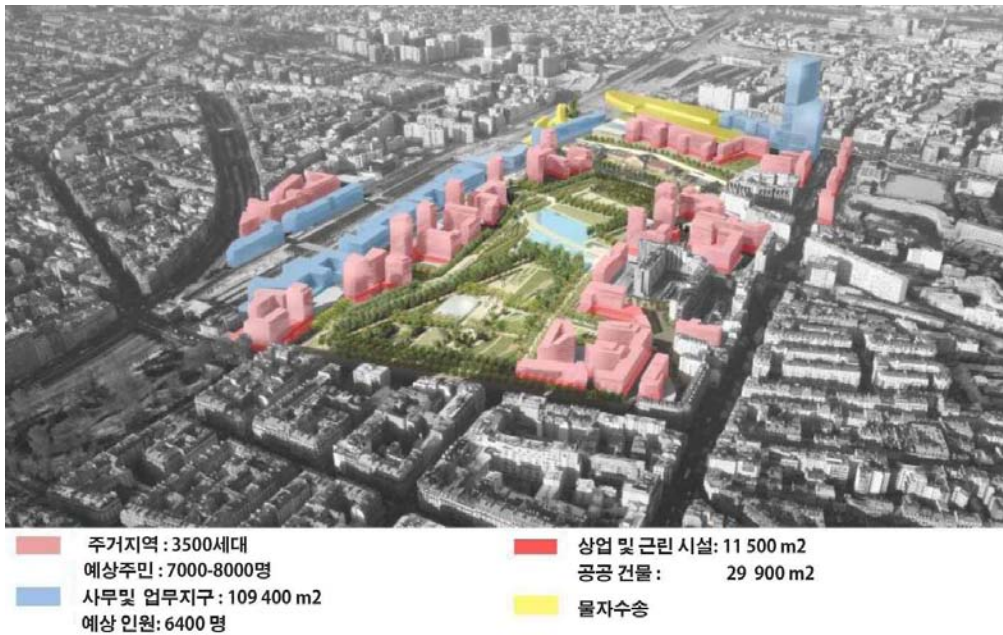 주거지역 : 3500세대
예상주민 : 7000-8000명
사무및 업무지구 : 109 400 m2
예상 인원: 6400 명
상업 및 근린 시설: 11 500 m2
공공 건물 : 29 900 m2
물자수송